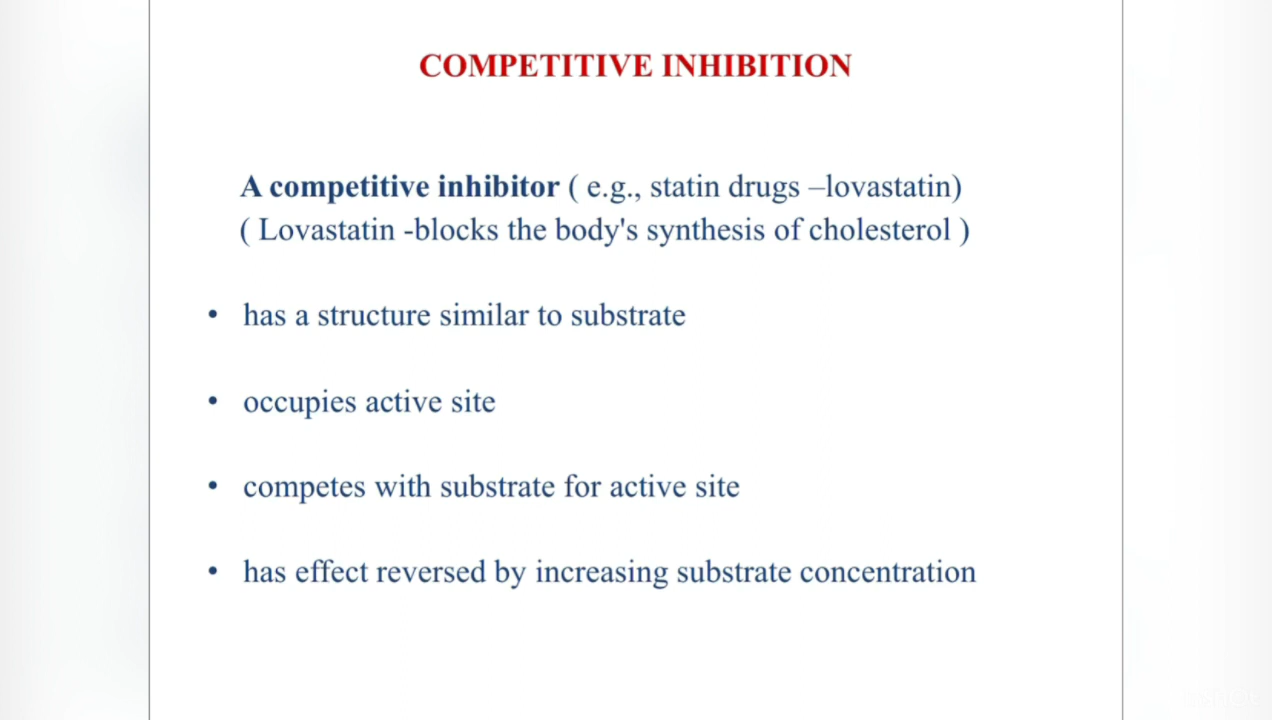 COMPETITIVE INHIBITION
A competitive inhibitor ( e.g., statin drugs –lovastatin)
( Lovastatin -blocks the body's synthesis of cholesterol )
• has a structure similar to substrate
• occupies active site
• competes with substrate for active site
• has effect reversed by increasing substrate concentration